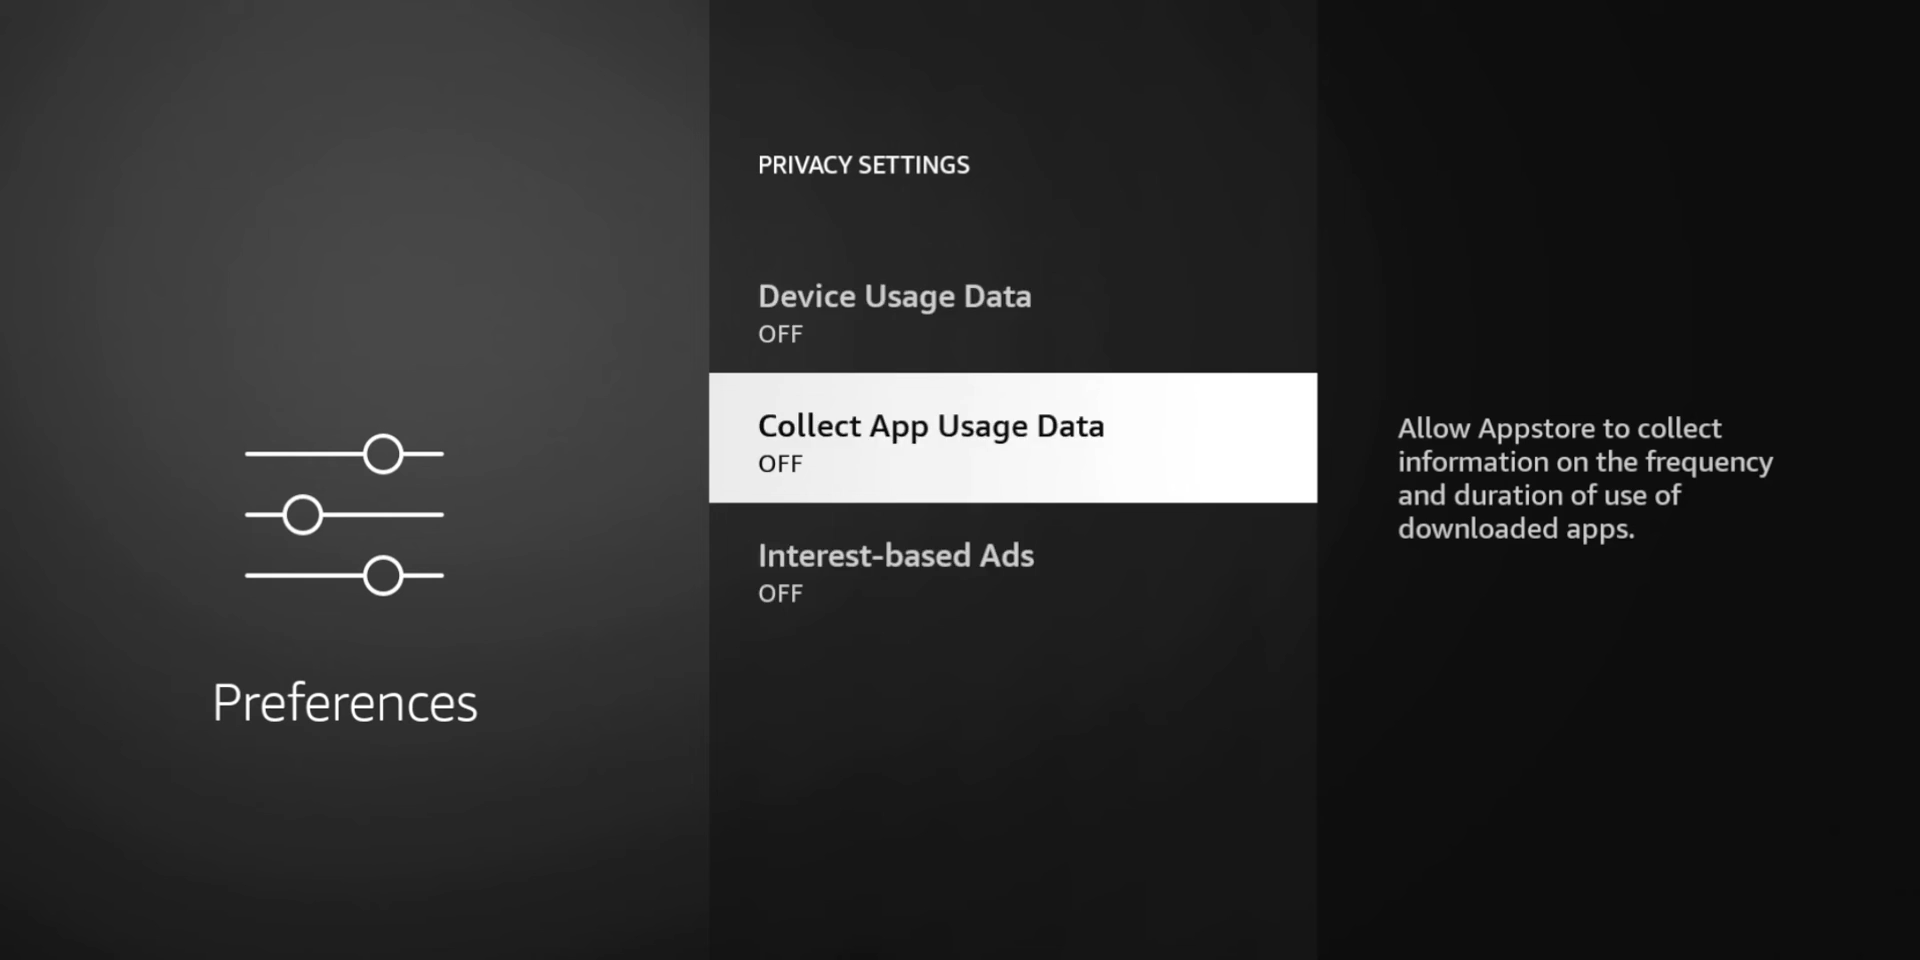 PRIVACY SETTINGS
Device Usage Data
OFF
Collect App Usage Data
OFF
Interest-based Ads
OFF
Preferences
Allow Appstore to collect
information on the frequency
and duration of use of
downloaded apps.